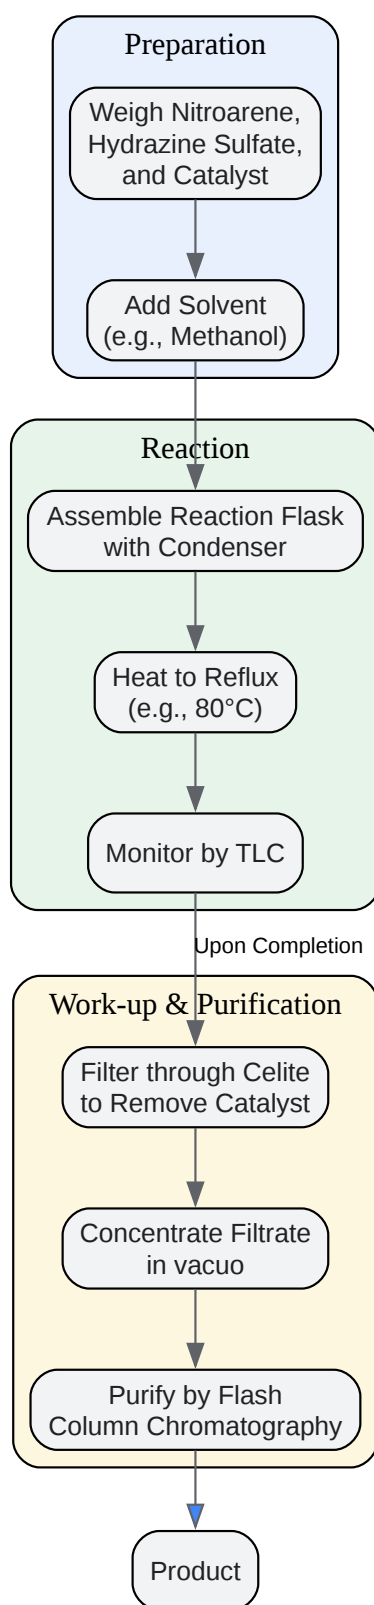 Preparation
Weigh Nitroarene,
Hydrazine Sulfate,
and Catalyst
Add Solvent
(e.g., Methanol)
Reaction
Assemble Reaction Flask
with Condenser
Heat to Reflux
(e.g., 80°C)
Monitor by TLC
Upon Completion
Work-up & Purification
Filter through Celite
to Remove Catalyst
Concentrate Filtrate
in vacuo
Purify by Flash
Column Chromatography
Product